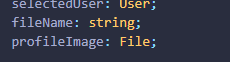 selectedUser: User;
fileName: string;
profileImage: File;